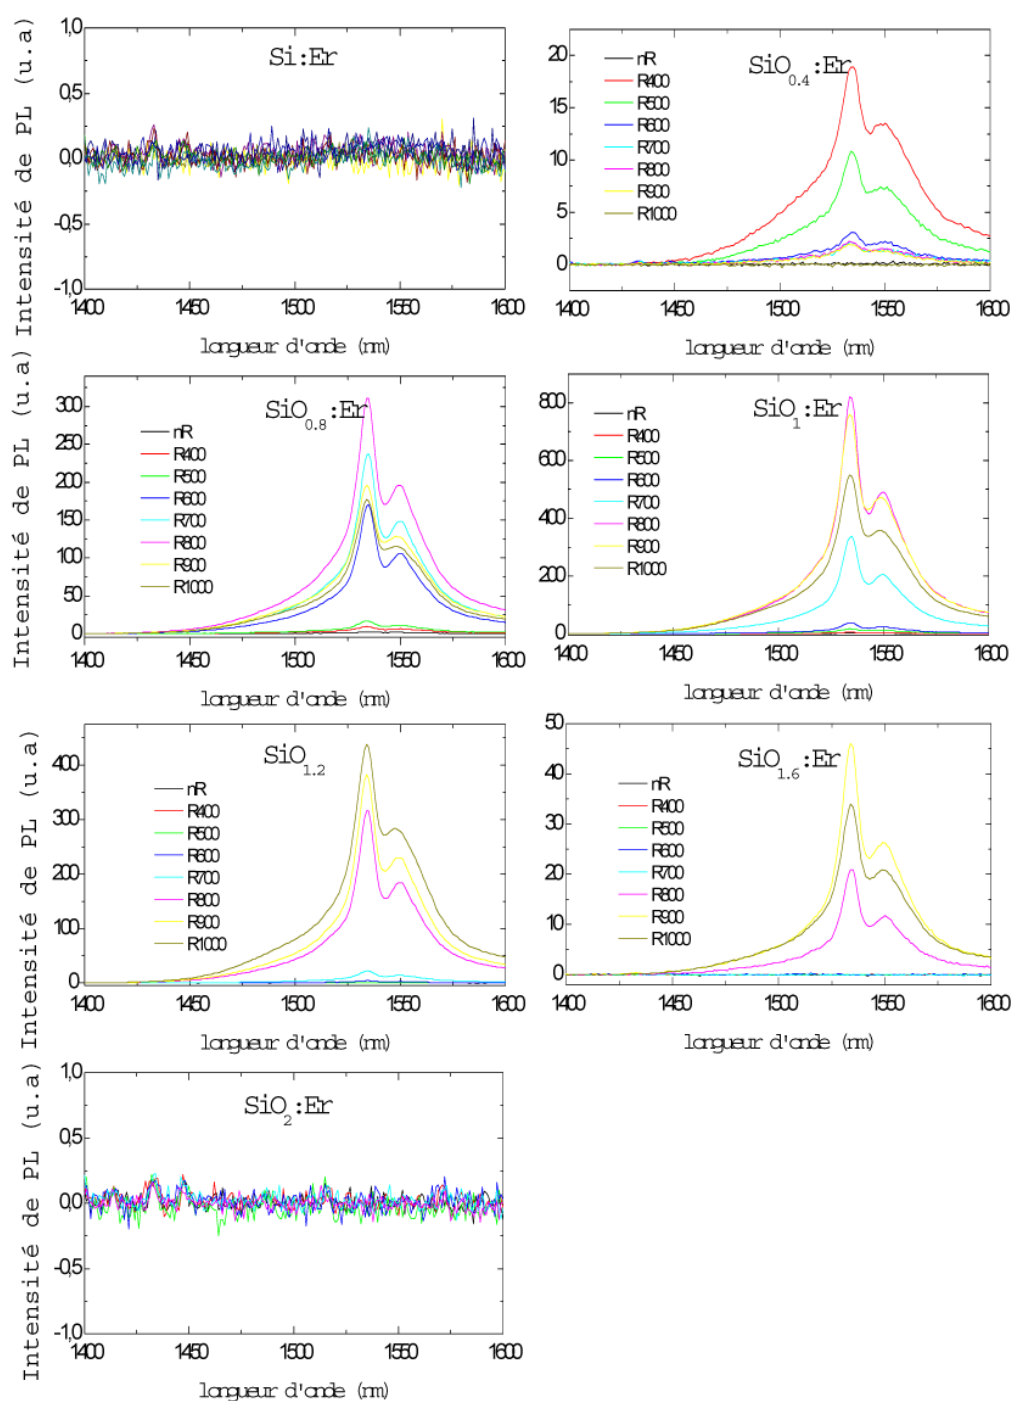 Intensité de PL (u.a)
Si:Er
1,0
0,5
0,0
-0,5
-1,0
1400 1450 1500 1550 1600
longueur d'onde (nm)
SiO0.4:Er
20
15
10
5
0
nR
R400
R500
R600
R700
R800
R900
R1000
1400 1450 1500 1550 1600
longueur d'onde (nm)
Intensité de PL (u.a)
SiO0.8:Er
300
250
200
150
100
50
0
nR
R400
R500
R600
R700
R800
R900
R1000
1400 1450 1500 1550 1600
longueur d'onde (nm)
SiO1:Er
800
600
400
200
0
nR
R400
R500
R600
R700
R800
R900
R1000
1400 1450 1500 1550 1600
longueur d'onde (nm)
Intensité de PL (u.a)
SiO1.2
400
300
200
100
0
nR
R400
R500
R600
R700
R800
R900
R1000
1400 1450 1500 1550 1600
longueur d'onde (nm)
SiO1.6:Er
50
40
30
20
10
0
nR
R400
R500
R600
R700
R800
R900
R1000
1400 1450 1500 1550 1600
longueur d'onde (nm)
Intensité de PL (u.a)
SiO2:Er
1,0
0,5
0,0
-0,5
-1,0
1400 1450 1500 1550 1600
longueur d'onde (nm)